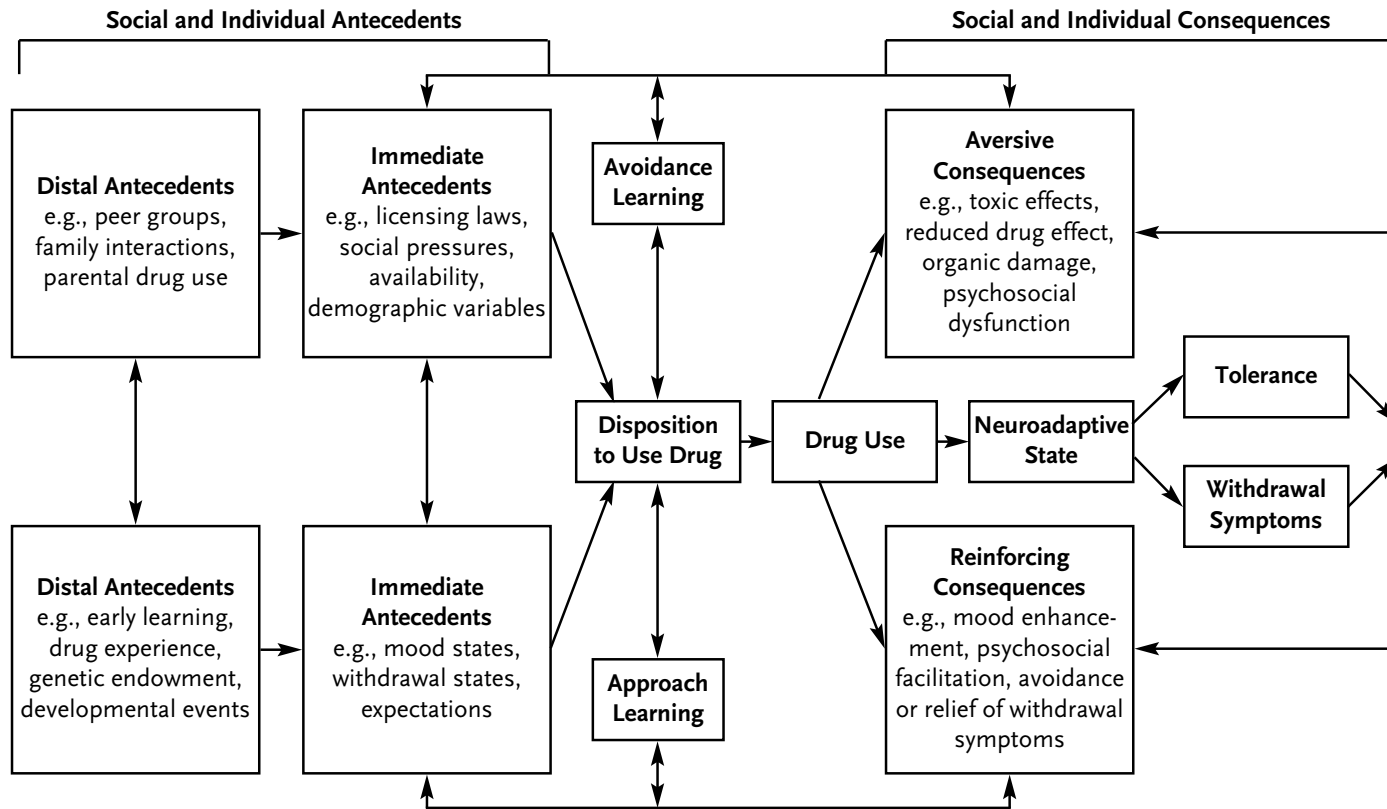 Social and Individual Antecedents
Social and Individual Consequences
Distal Antecedents
e.g., peer groups,
family interactions,
parental drug use
Immediate
Antecedents
e.g., licensing laws,
social pressures,
availability,
demographic variables
Avoidance
Learning
Aversive
Consequences
e.g., toxic effects,
reduced drug effect,
organic damage,
psychosocial
dysfunction
Disposition
to Use Drug
Drug Use
Neuroadaptive
State
Tolerance
Withdrawal
Symptoms
Distal Antecedents
e.g., early learning,
drug experience,
genetic endowment,
developmental events
Immediate
Antecedents
e.g., mood states,
withdrawal states,
expectations
Approach
Learning
Reinforcing
Consequences
e.g., mood enhance-
ment, psychosocial
facilitation, avoidance
or relief of withdrawal
symptoms